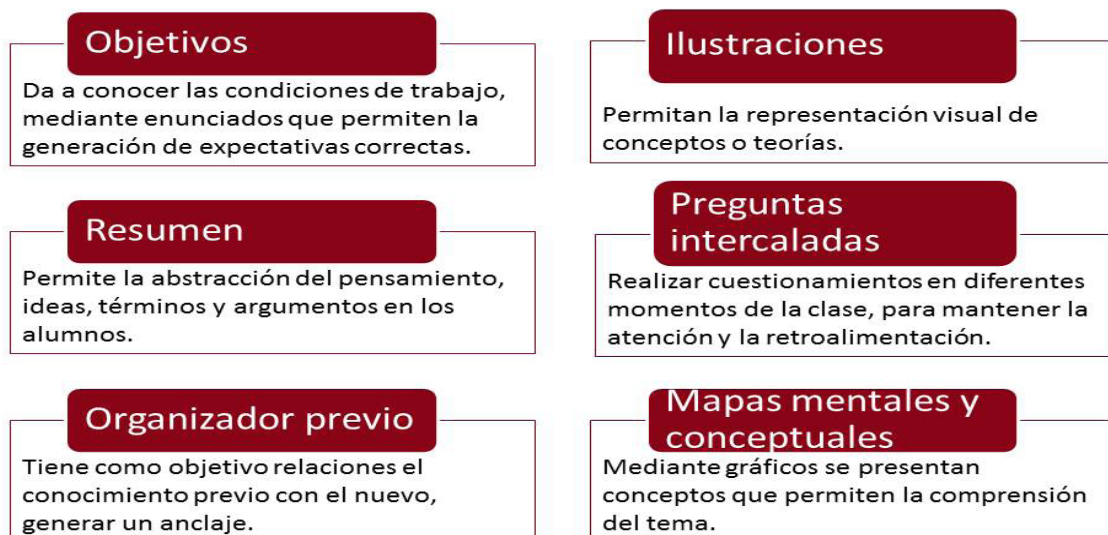 Objetivos
Da a conocer las condiciones de trabajo,
mediante enunciados que permiten la
generación de expectativas correctas.
Ilustraciones
Permitan la representación visual de
conceptos o teorías.
Resumen
Permite la abstracción del pensamiento,
ideas, términos y argumentos en los
alumnos.
Preguntas
intercaladas
Realizar cuestionamientos en diferentes
momentos de la clase, para mantener la
atención y la retroalimentación.
Organizador previo
Tiene como objetivo relaciones el
conocimiento previo con el nuevo,
generar un anclaje.
Mapas mentales y
conceptuales
Mediante gráficos se presentan
conceptos que permiten la comprensión
del tema.